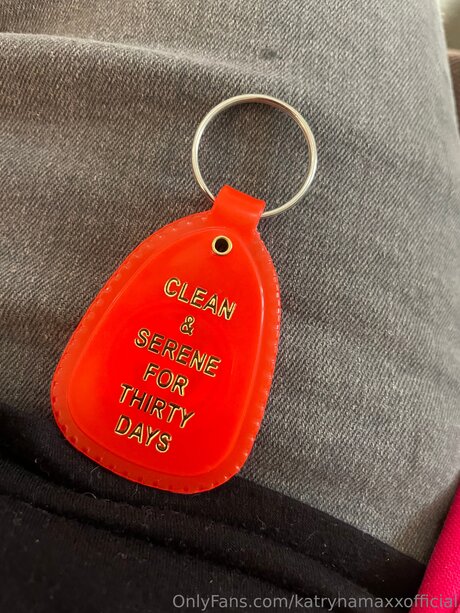 CLEAN
&
SERENE
FOR
THIRTY
DAYS
OnlyFans.com/katrynamaxxofficial